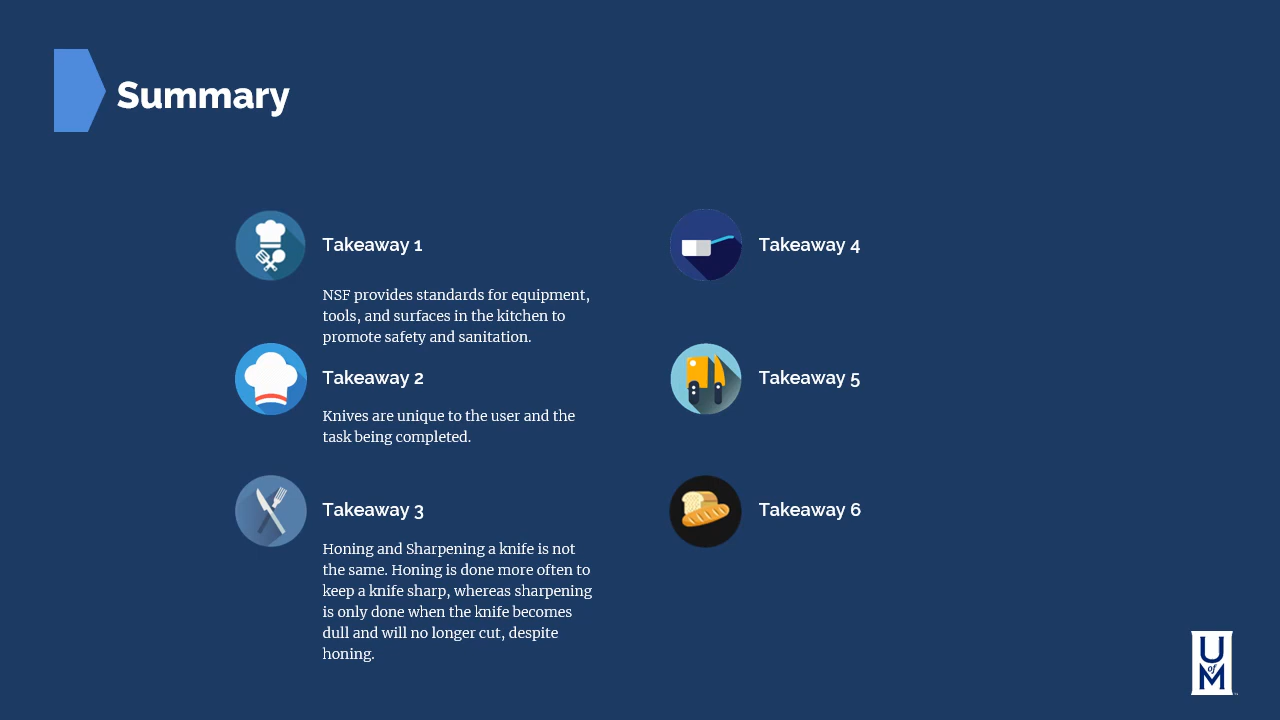 Summary
Takeaway 1
NSF provides standards for equipment,
tools, and surfaces in the kitchen to
promote safety and sanitation.
Takeaway 2
Knives are unique to the user and the
task being completed.
Takeaway 3
Honing and Sharpening a knife is not
the same. Honing is done more often to
keep a knife sharp, whereas sharpening
is only done when the knife becomes
dull and will no longer cut, despite
honing.
Takeaway 4
Takeaway 5
Takeaway 6
U
of
M